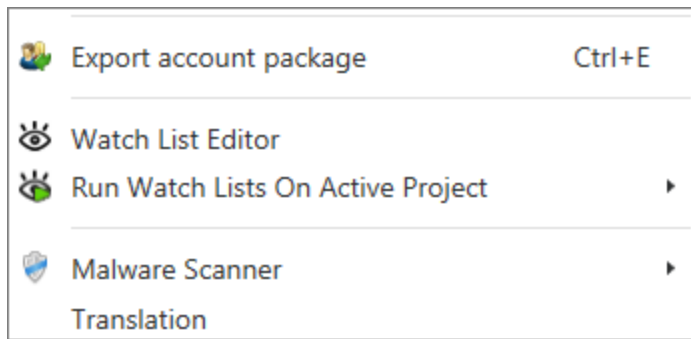 Export account package Ctrl+E
Watch List Editor
Run Watch Lists On Active Project
Malware Scanner
Translation